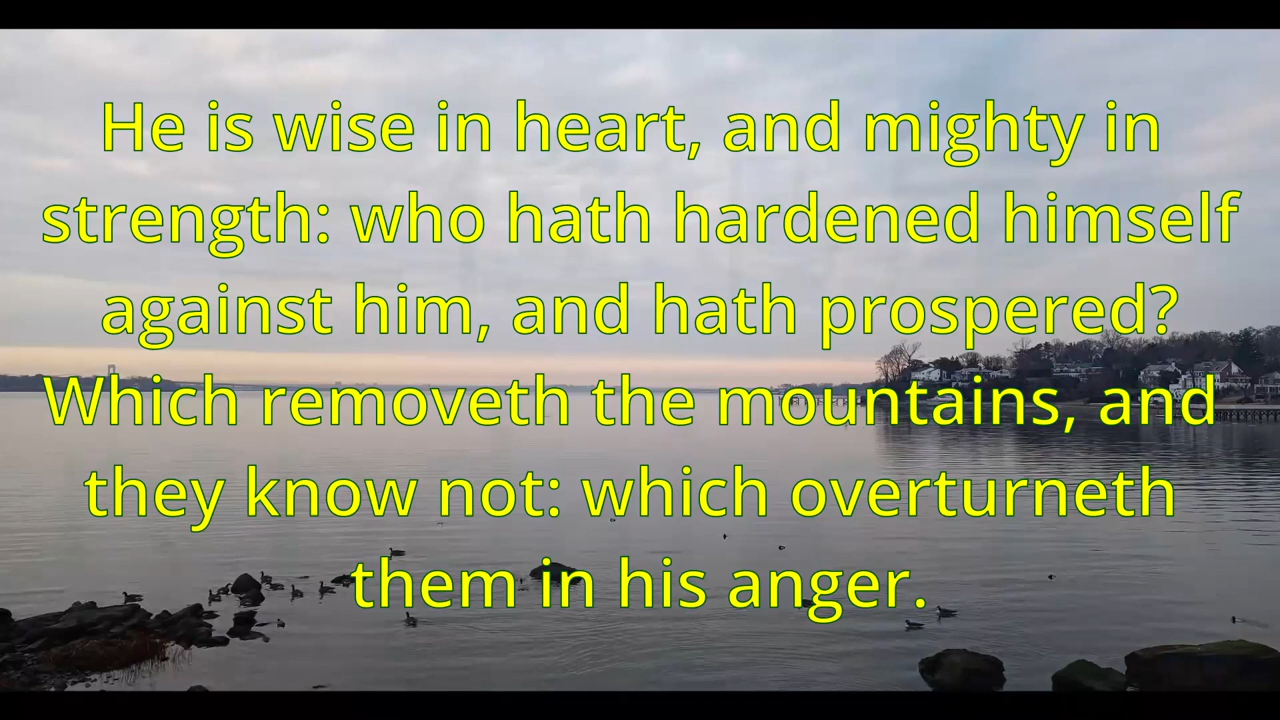 He is wise in heart, and mighty in
strength: who hath hardened himself
against him, and hath prospered?
Which removeth the mountains, and
they know not: which overturneth
them in his anger.